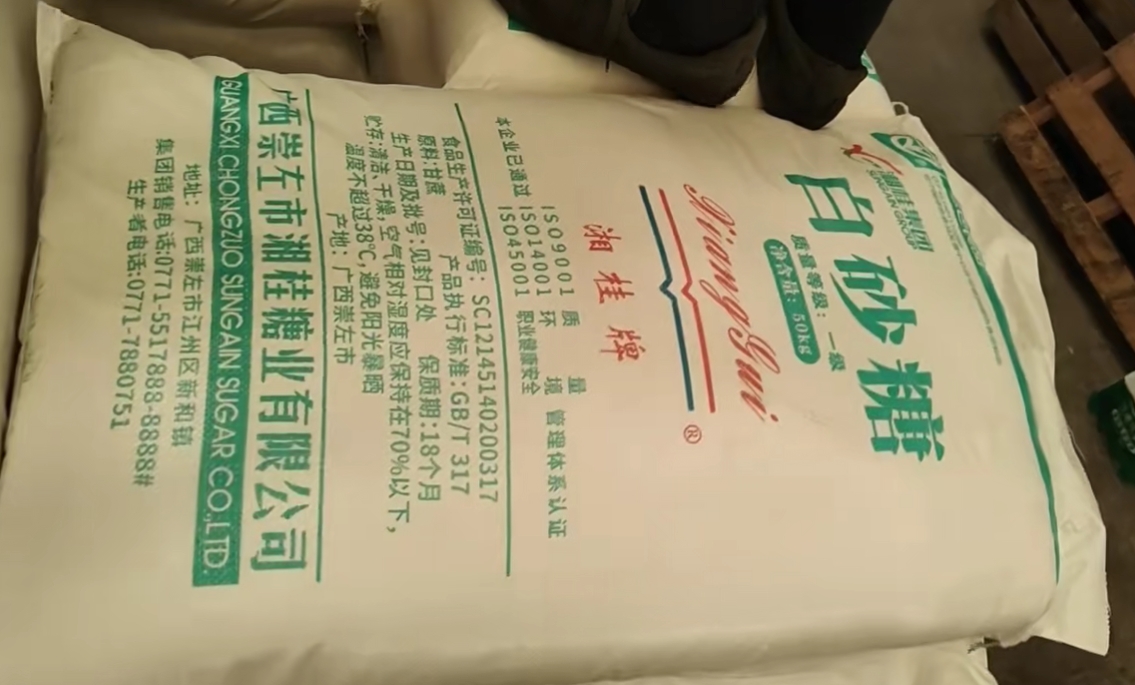 湘桂集团
白砂糖
质量等级：一级
净含量：50kg
XiangGui
®
湘桂牌
本企业已通过 ISO9001 质量
ISO14001 环境 管理体系认证
ISO45001 职业健康安全
食品生产许可证编号：SC12145140200317
原料:甘蔗 产品执行标准:GB/T 317
生产日期及批号:见封口处 保质期:18个月
贮存:清洁、干燥,空气相对湿度应保持在70%以下,
温度不超过38℃,避免阳光暴晒
产地:广西崇左市
广西崇左市湘桂糖业有限公司
GUANGXI CHONGZUO SUNGAIN SUGAR CO.,LTD.
地址：广西崇左市江州区新和镇
集团销售电话:0771-5517888-8888#
生产者电话:0771-7880751